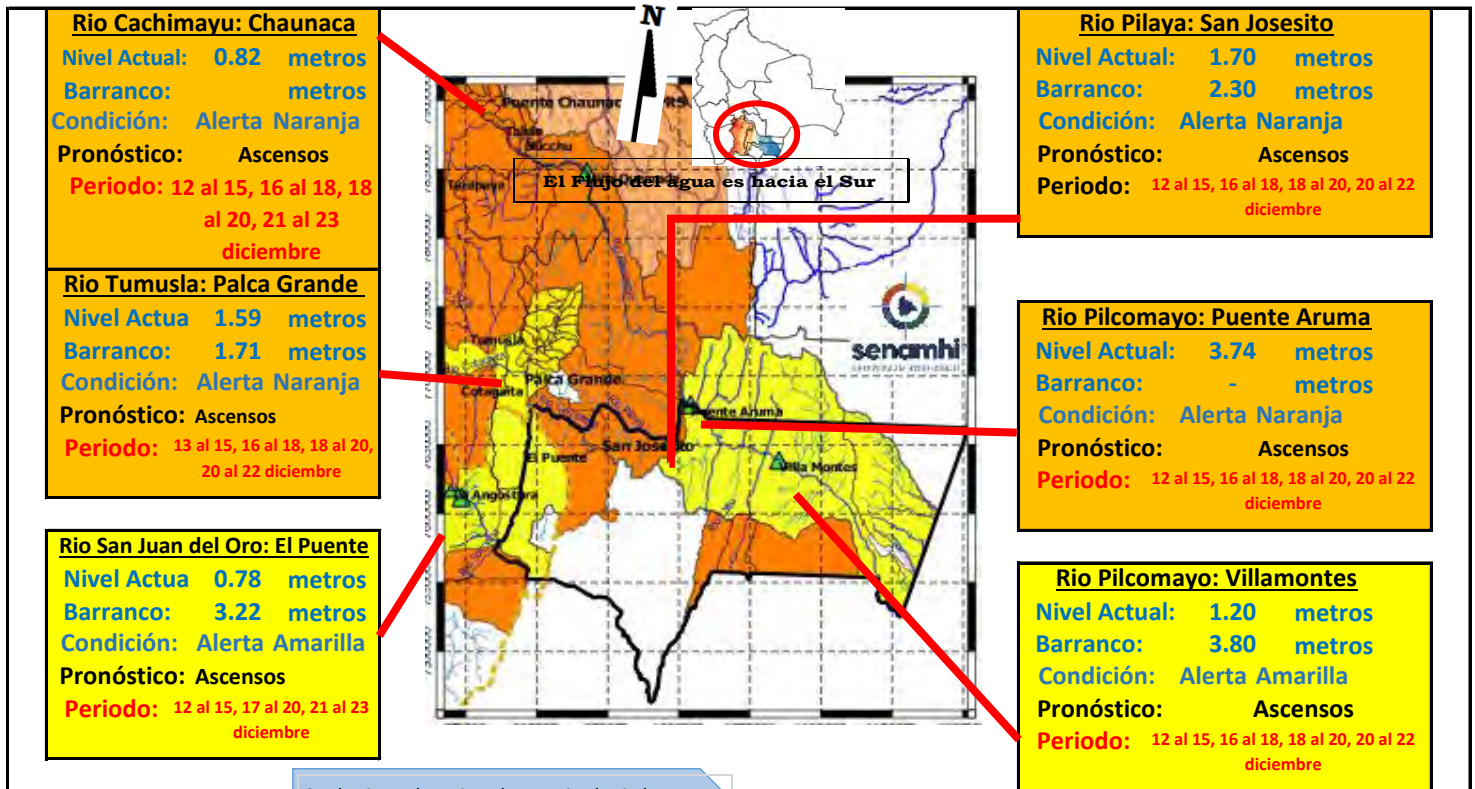 Rio Cachimayu: Chaunaca
Nivel Actual: 0.82 metros
Barranco: metros
Condición: Alerta Naranja
Pronóstico: Ascensos
Periodo: 12 al 15, 16 al 18, 18
al 20, 21 al 23
diciembre
Rio Tumusla: Palca Grande
Nivel Actua 1.59 metros
Barranco: 1.71 metros
Condición: Alerta Naranja
Pronóstico: Ascensos
Periodo: 13 al 15, 16 al 18, 18 al 20,
20 al 22 diciembre
Rio San Juan del Oro: El Puente
Nivel Actua 0.78 metros
Barranco: 3.22 metros
Condición: Alerta Amarilla
Pronóstico: Ascensos
Periodo: 12 al 15, 17 al 20, 21 al 23
diciembre
N
Puente Chaunac
El Flujo del agua es hacia el Sur
senamhi
Tumusla
Palca Grande
Cotagaita
Puente Aruma
San Josesito
El Puente
Villa Montes
Angostura
Rio Pilaya: San Josesito
Nivel Actual: 1.70 metros
Barranco: 2.30 metros
Condición: Alerta Naranja
Pronóstico: Ascensos
Periodo: 12 al 15, 16 al 18, 18 al 20, 20 al 22
diciembre
Rio Pilcomayo: Puente Aruma
Nivel Actual: 3.74 metros
Barranco: - metros
Condición: Alerta Naranja
Pronóstico: Ascensos
Periodo: 12 al 15, 16 al 18, 18 al 20, 20 al 22
diciembre
Rio Pilcomayo: Villamontes
Nivel Actual: 1.20 metros
Barranco: 3.80 metros
Condición: Alerta Amarilla
Pronóstico: Ascensos
Periodo: 12 al 15, 16 al 18, 18 al 20, 20 al 22
diciembre